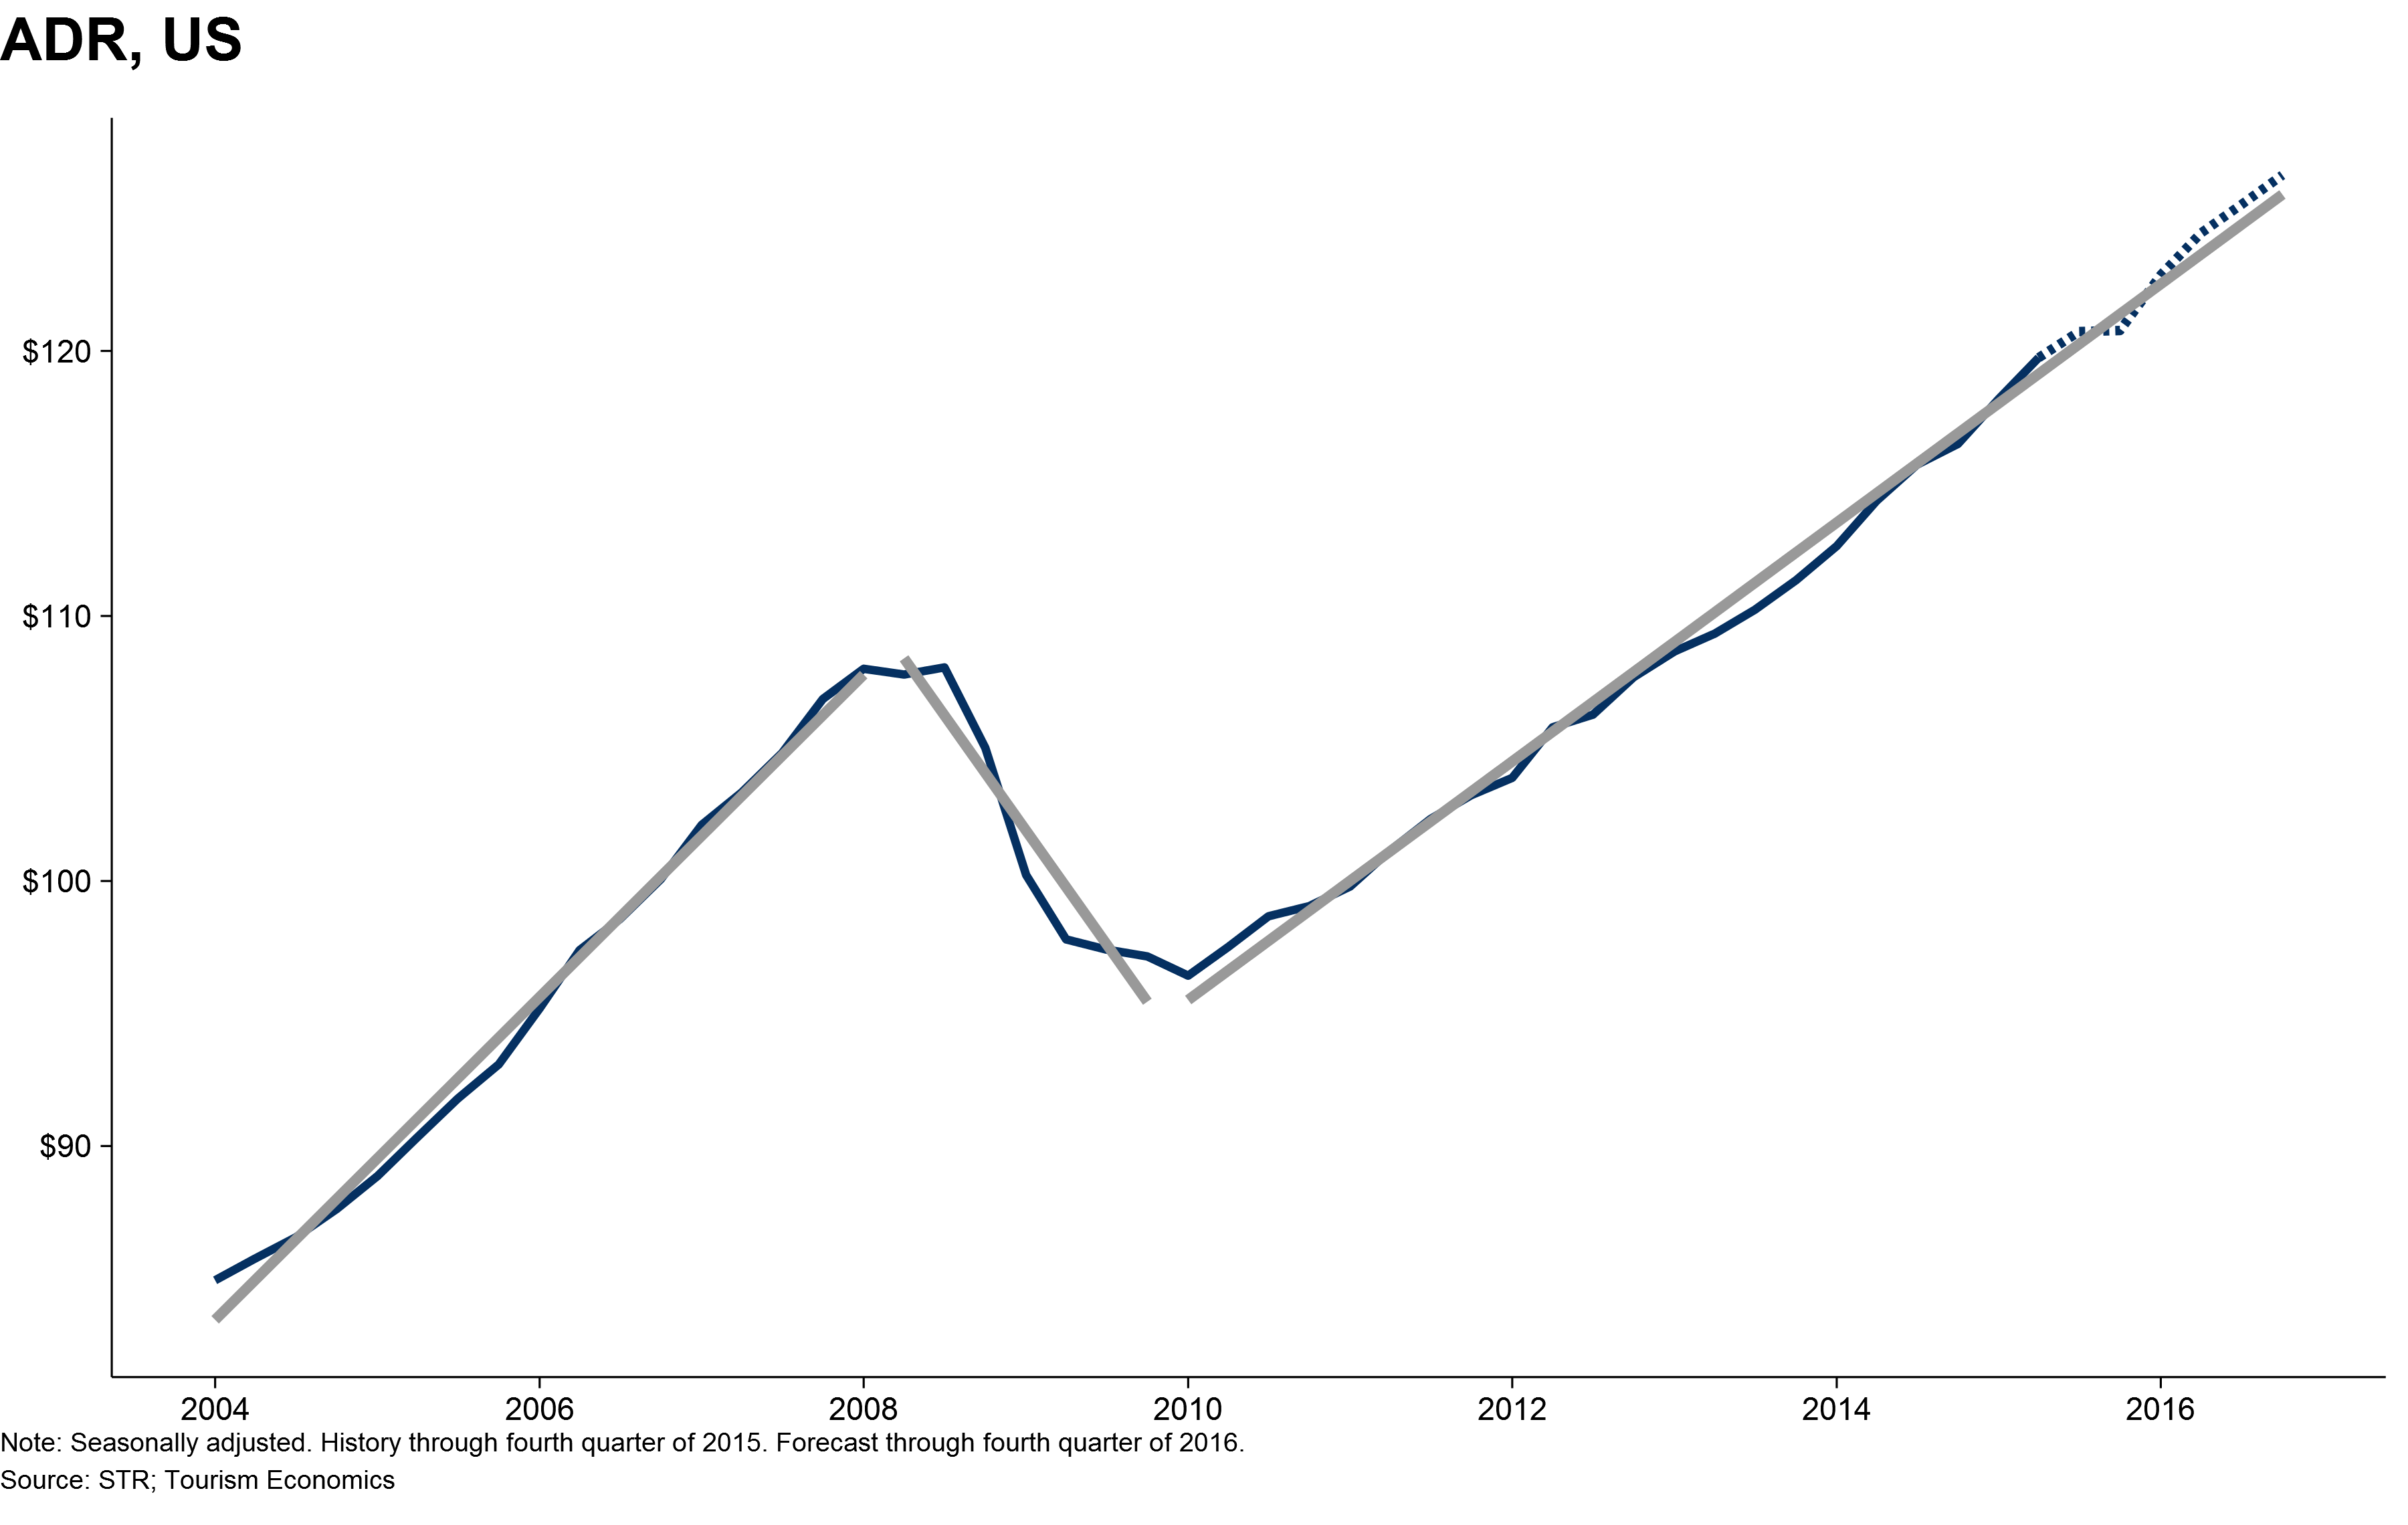 ADR, US
$120
$110
$100
$90
2004 2006 2008 2010 2012 2014 2016
Note: Seasonally adjusted. History through fourth quarter of 2015. Forecast through fourth quarter of 2016.
Source: STR; Tourism Economics